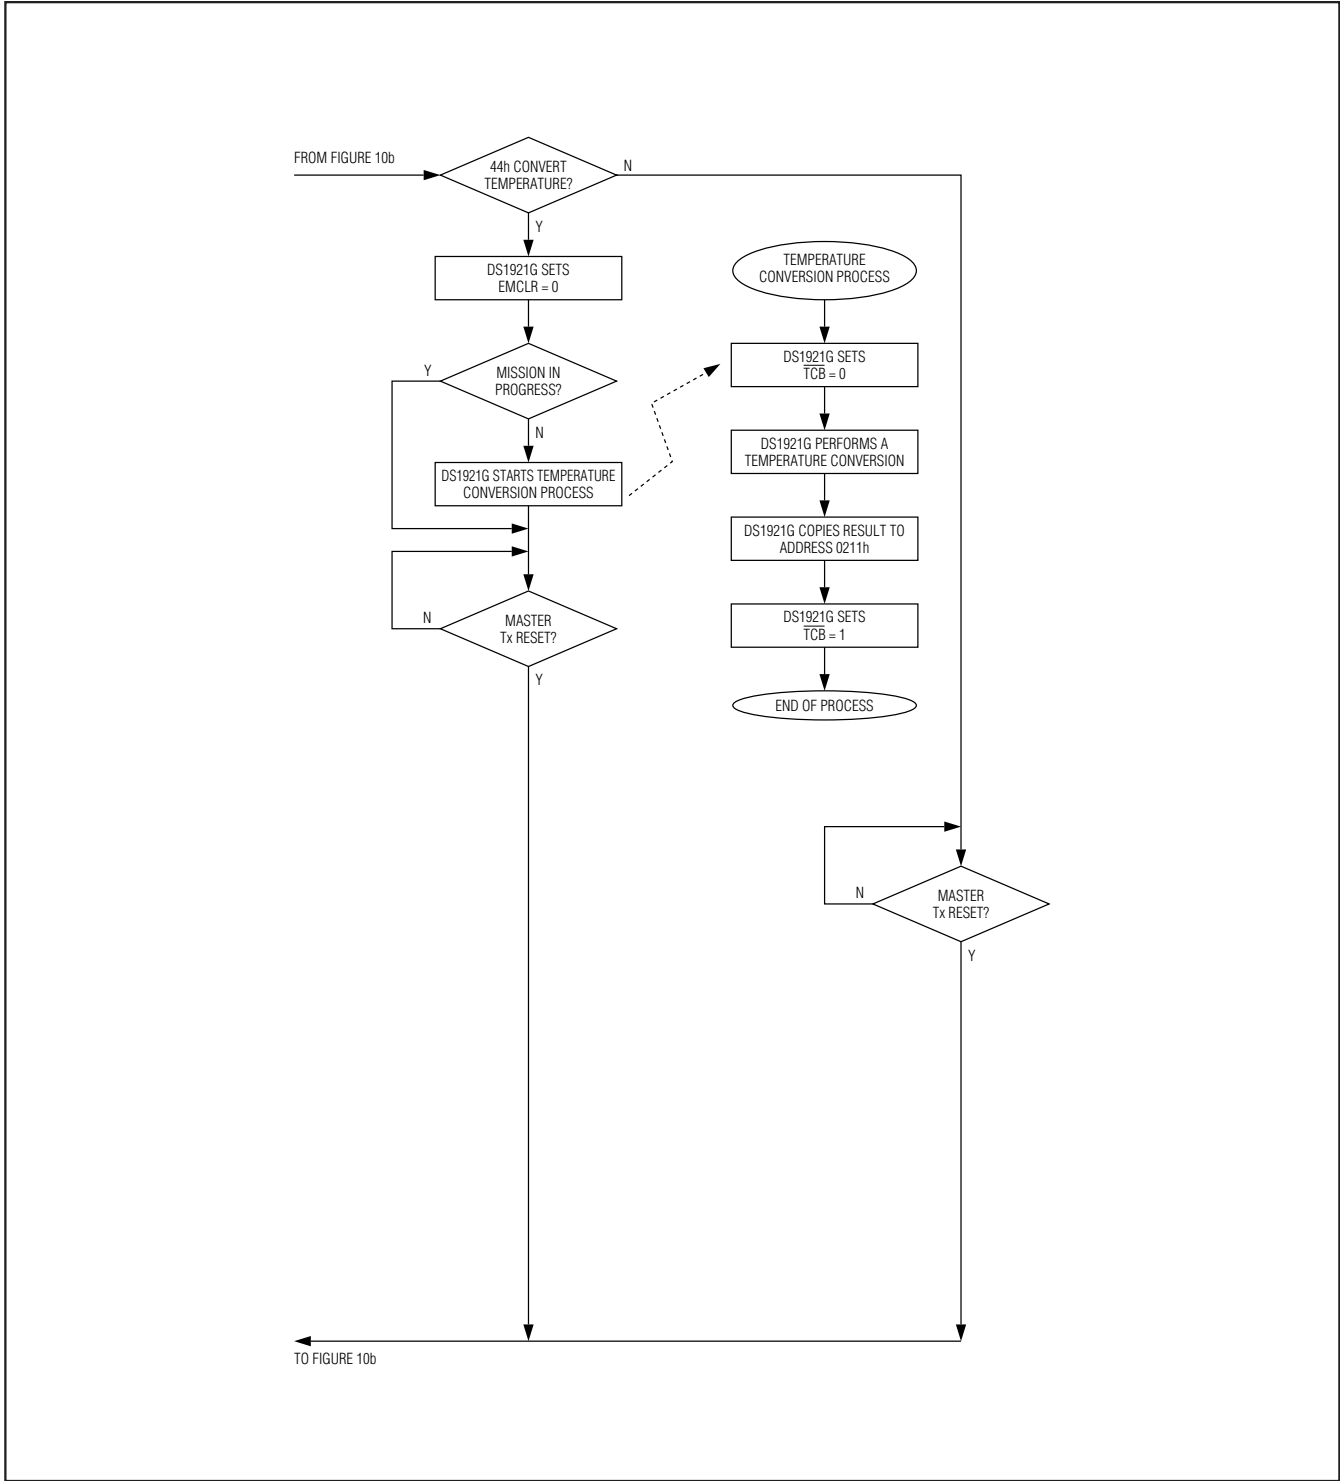 FROM FIGURE 10b
44h CONVERT
TEMPERATURE?
N
Y
DS1921G SETS
EMCLR = 0
MISSION IN
PROGRESS?
Y
N
DS1921G STARTS TEMPERATURE
CONVERSION PROCESS
MASTER
Tx RESET?
N
Y
TEMPERATURE
CONVERSION PROCESS
DS1921G SETS
T̅C̅B̅ = 0
DS1921G PERFORMS A
TEMPERATURE CONVERSION
DS1921G COPIES RESULT TO
ADDRESS 0211h
DS1921G SETS
T̅C̅B̅ = 1
END OF PROCESS
MASTER
Tx RESET?
N
Y
TO FIGURE 10b